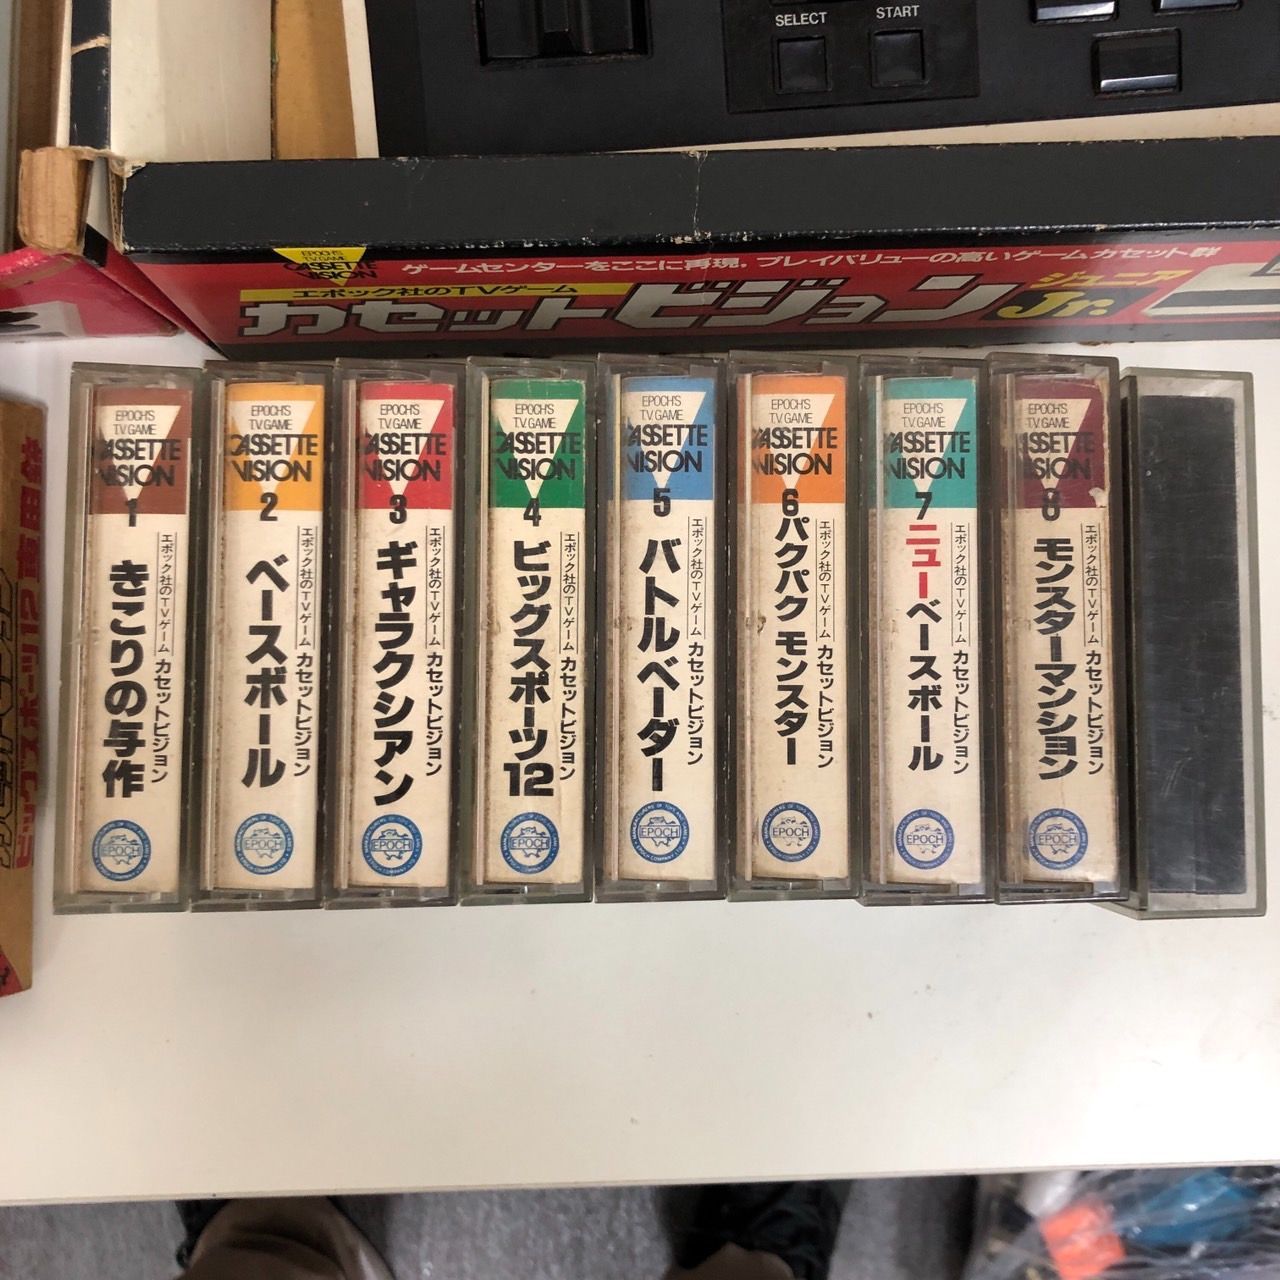 SELECT
START
EPOCH'S
T.V. GAME
CASSETTE
VISION
ゲームセンターをここに再現，プレイバリューの高いゲームカセット群
エポック社のTVゲーム
カセットビジョン
ジュニア
Jr.
EPOCH'S
T.V. GAME
CASSETTE
VISION
1
エポック社のTVゲーム カセットビジョン
きこりの与作
EPOCH
EPOCH'S
T.V. GAME
CASSETTE
VISION
2
エポック社のTVゲーム カセットビジョン
ベースボール
EPOCH
EPOCH'S
T.V. GAME
CASSETTE
VISION
3
エポック社のTVゲーム カセットビジョン
ギャラクシアン
EPOCH
EPOCH'S
T.V. GAME
CASSETTE
VISION
4
エポック社のTVゲーム カセットビジョン
ビッグスポーツ12
EPOCH
EPOCH'S
T.V. GAME
CASSETTE
VISION
5
エポック社のTVゲーム カセットビジョン
バトルベーダー
EPOCH
EPOCH'S
T.V. GAME
CASSETTE
VISION
6
エポック社のTVゲーム カセットビジョン
パクパク モンスター
EPOCH
EPOCH'S
T.V. GAME
CASSETTE
VISION
7
エポック社のTVゲーム カセットビジョン
ニューベースボール
EPOCH
EPOCH'S
T.V. GAME
CASSETTE
VISION
8
エポック社のTVゲーム カセットビジョン
モンスターマンション
EPOCH
ビッグスポーツ12